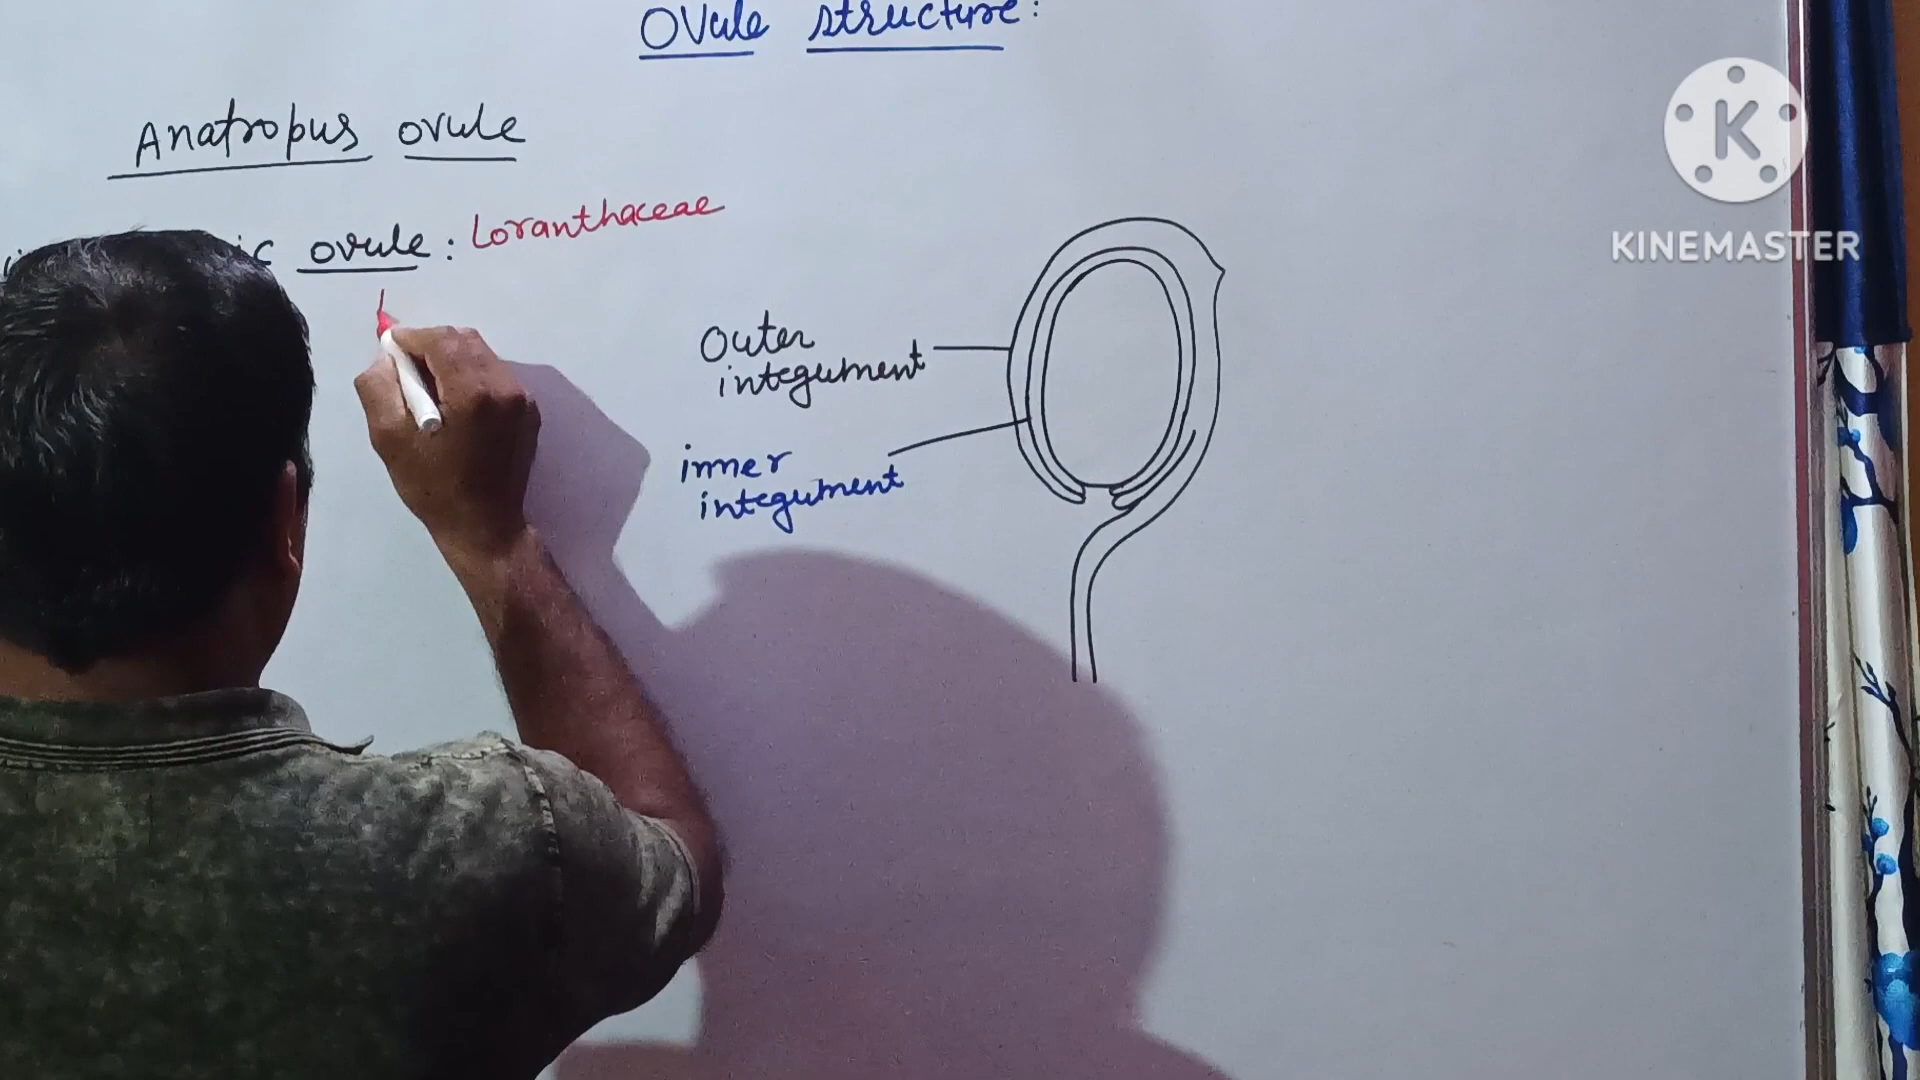 Ovule structure:
Anatropus ovule
ovule: Loranthaceae
Outer
integument
inner
integument
K
KINEMASTER